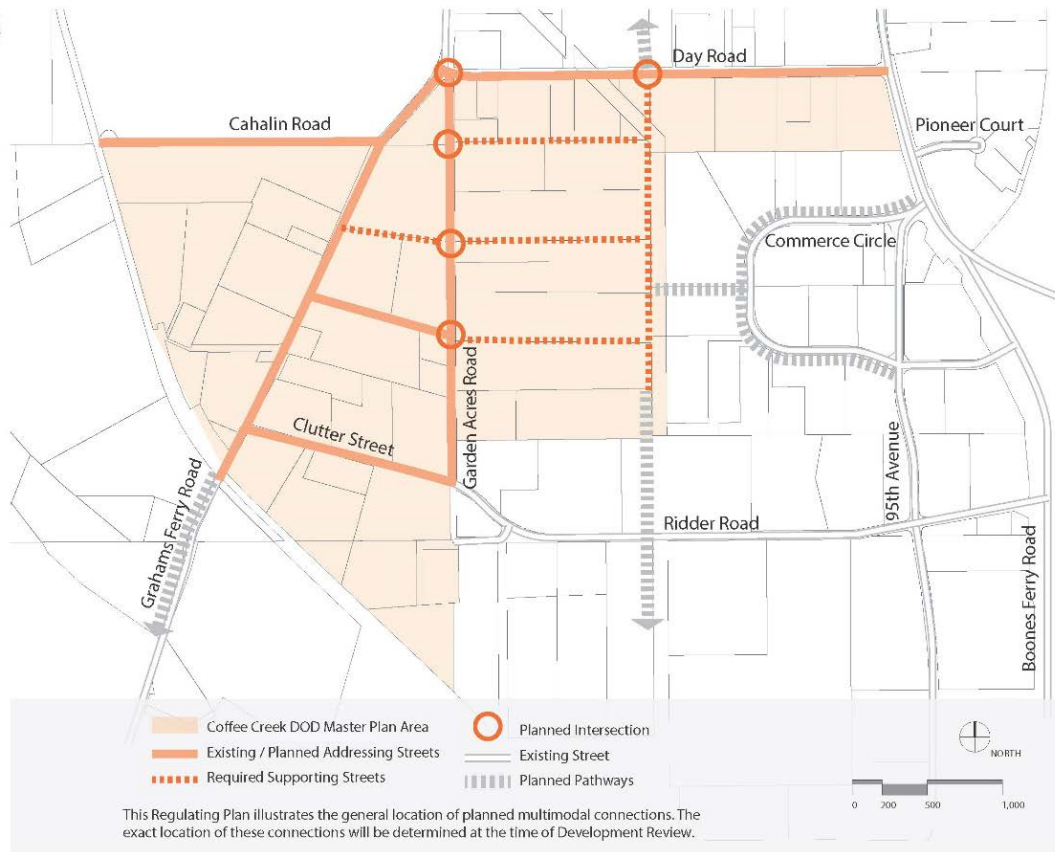 Day Road
Cahalin Road
Pioneer Court
Commerce Circle
Garden Acres Road
Clutter Street
95th Avenue
Grahams Ferry Road
Ridder Road
Boones Ferry Road
Coffee Creek DOD Master Plan Area
Existing / Planned Addressing Streets
Required Supporting Streets
Planned Intersection
Existing Street
Planned Pathways
NORTH
0 200 500 1,000
This Regulating Plan illustrates the general location of planned multimodal connections. The
exact location of these connections will be determined at the time of Development Review.